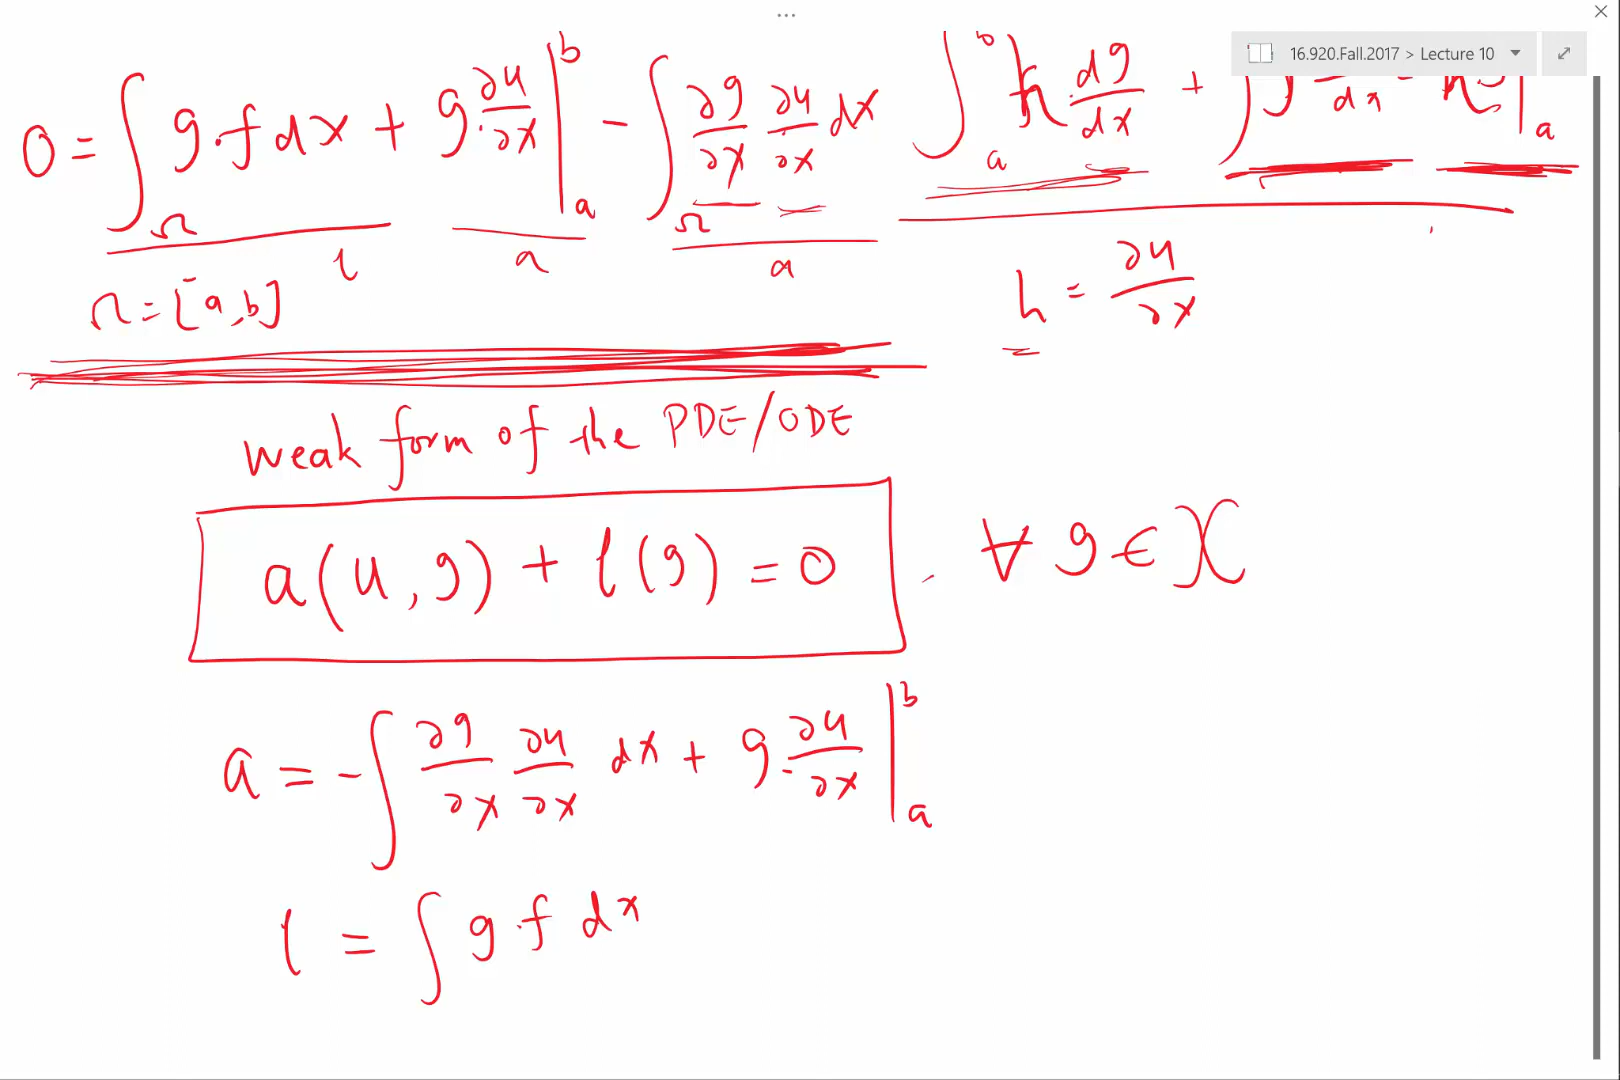 16.920.Fall.2017 > Lecture 10
0 = ∫_Ω g·f dx + g ∂u/∂x |_a^b - ∫_Ω ∂g/∂x ∂u/∂x dx
l a a
∫_a^b h dg/dx +
dx
a
Ω = [a,b]
h = ∂u/∂x
weak form of the PDE/ODE
a(u,g) + l(g) = 0 ∀ g ∈ X
a = -∫ ∂g/∂x ∂u/∂x dx + g ∂u/∂x |_a^b
l = ∫ g·f dx